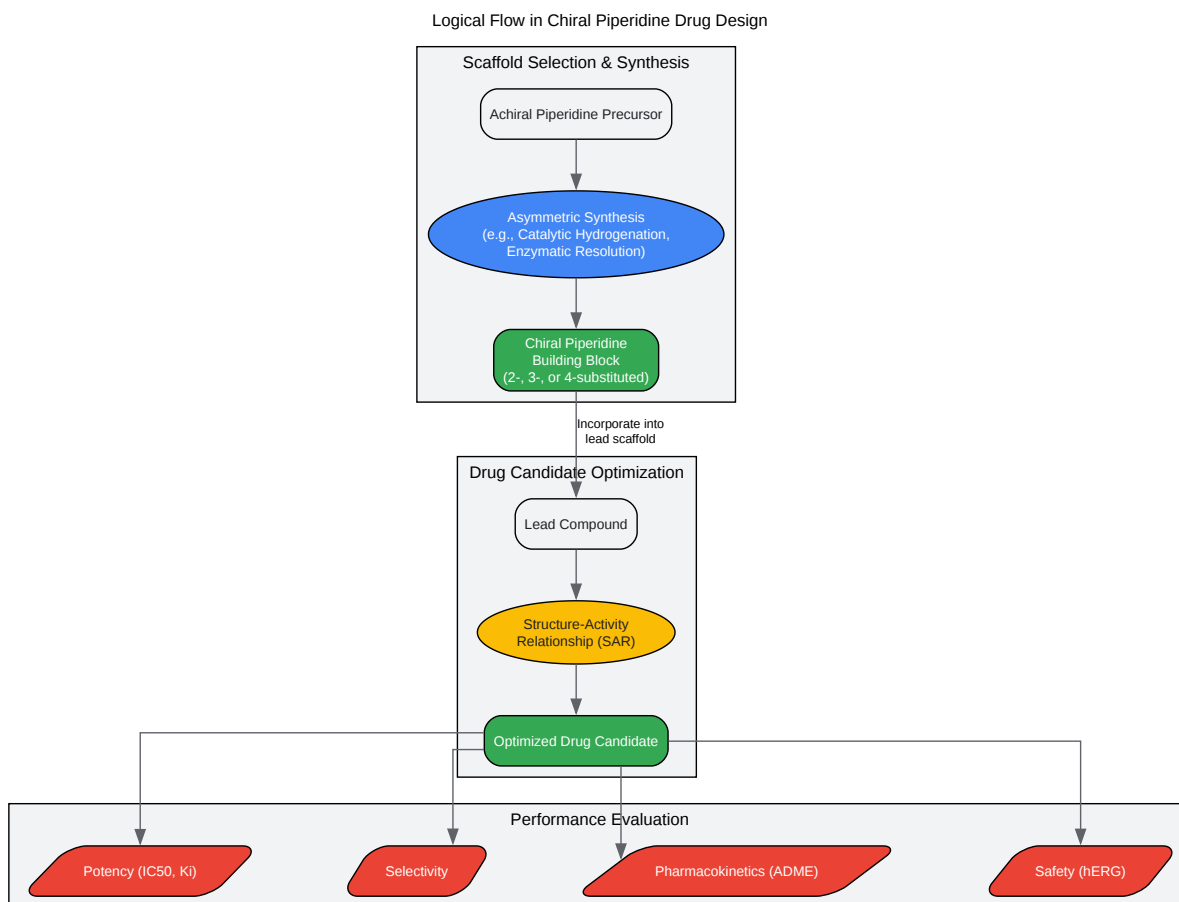 Logical Flow in Chiral Piperidine Drug Design
Scaffold Selection & Synthesis
Achiral Piperidine Precursor
Asymmetric Synthesis
(e.g., Catalytic Hydrogenation,
Enzymatic Resolution)
Chiral Piperidine
Building Block
(2-, 3-, or 4-substituted)
Incorporate into
lead scaffold
Drug Candidate Optimization
Lead Compound
Structure-Activity
Relationship (SAR)
Optimized Drug Candidate
Performance Evaluation
Potency (IC50, Ki)
Selectivity
Pharmacokinetics (ADME)
Safety (hERG)